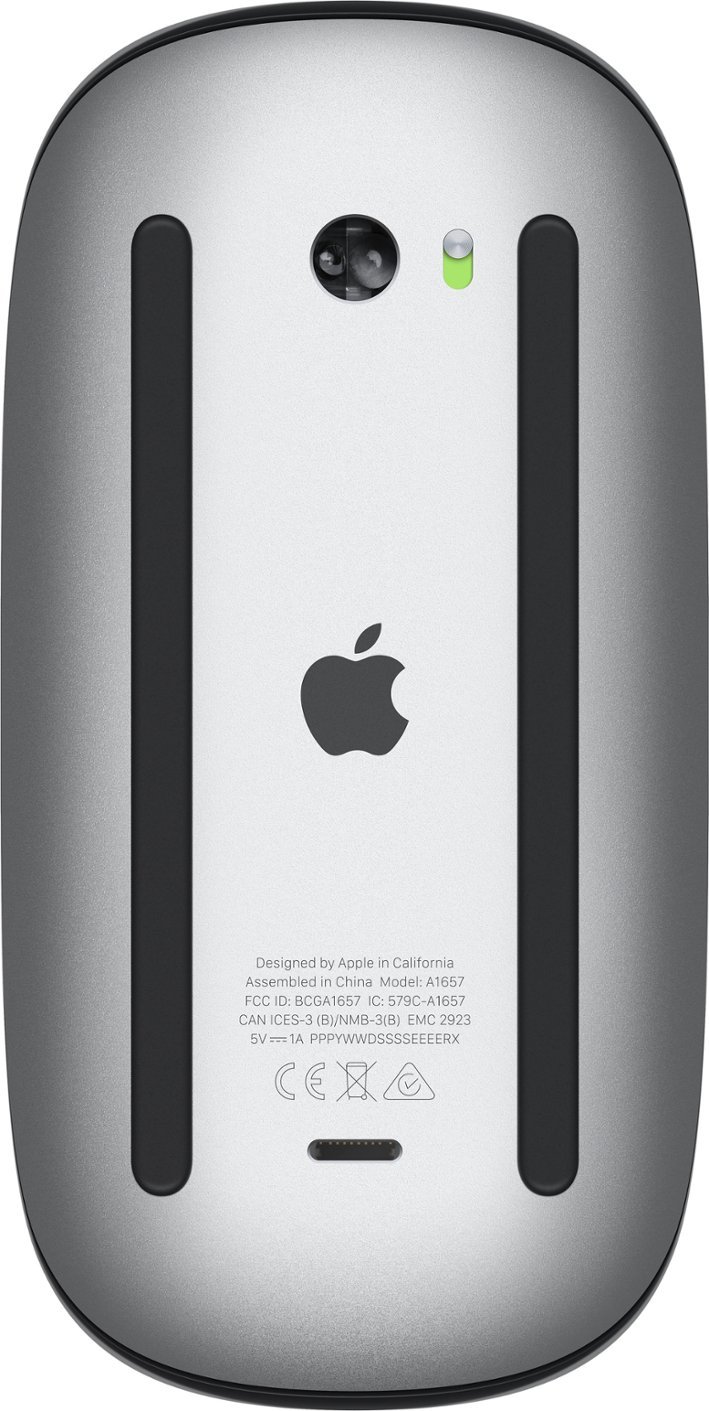 Designed by Apple in California
Assembled in China Model: A1657
FCC ID: BCGA1657 IC: 579C-A1657
CAN ICES-3 (B)/NMB-3(B) EMC 2923
5V⎓1A PPPYWWDSSSSEEEERX
CE